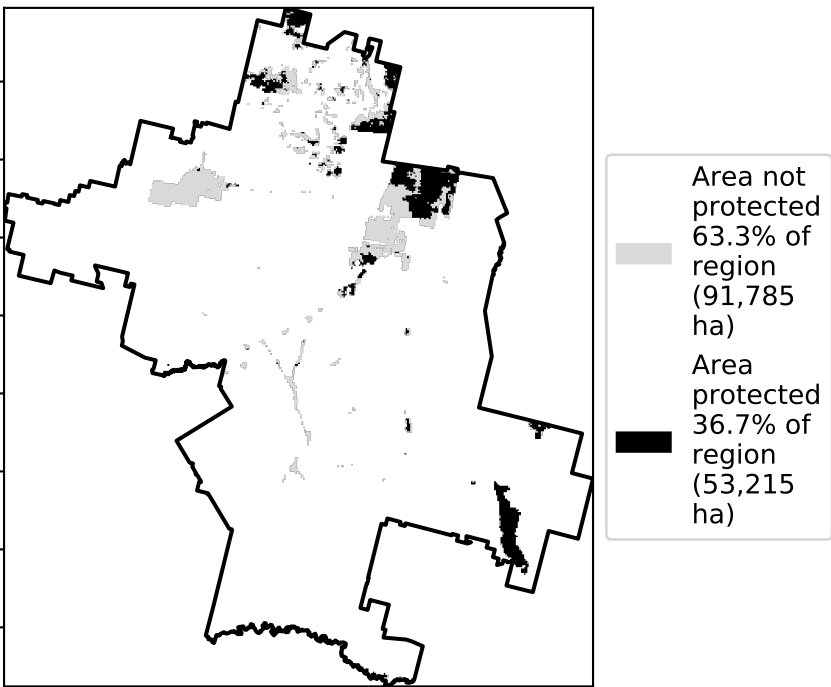 Area not
protected
63.3% of
region
(91,785
ha)
Area
protected
36.7% of
region
(53,215
ha)